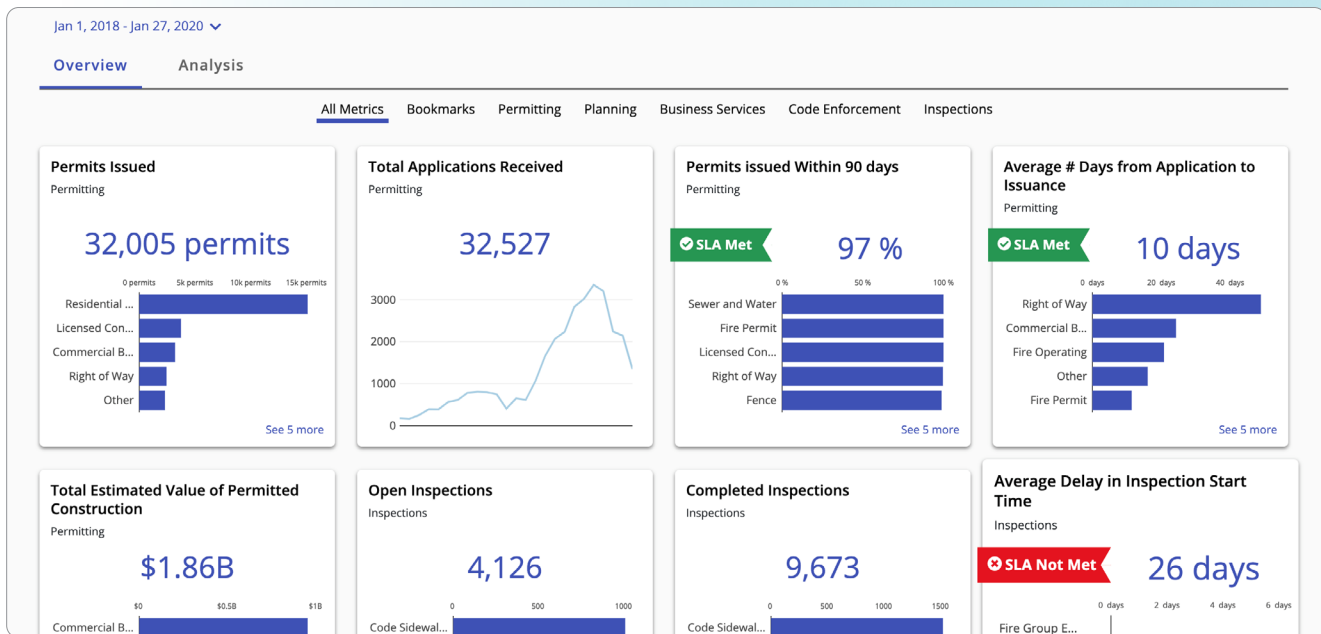 Jan 1, 2018 - Jan 27, 2020
Overview
Analysis
All Metrics
Bookmarks
Permitting
Planning
Business Services
Code Enforcement
Inspections
Permits Issued
Permitting
32,005 permits
0 permits
5k permits
10k permits
15k permits
Residential ...
Licensed Con...
Commercial B...
Right of Way
Other
See 5 more
Total Applications Received
Permitting
32,527
3000
2000
1000
0
Permits issued Within 90 days
Permitting
SLA Met
97 %
0 %
50 %
100 %
Sewer and Water
Fire Permit
Licensed Con...
Right of Way
Fence
See 5 more
Average # Days from Application to
Issuance
Permitting
SLA Met
10 days
0 days
20 days
40 days
Right of Way
Commercial B...
Fire Operating
Other
Fire Permit
See 5 more
Total Estimated Value of Permitted
Construction
Permitting
$1.86B
$0
$0.5B
$1B
Commercial B...
Open Inspections
Inspections
4,126
0
500
1000
Code Sidewal...
Completed Inspections
Inspections
9,673
0
500
1000
1500
Code Sidewal...
Average Delay in Inspection Start
Time
Inspections
SLA Not Met
26 days
0 days
2 days
4 days
6 days
Fire Group E...